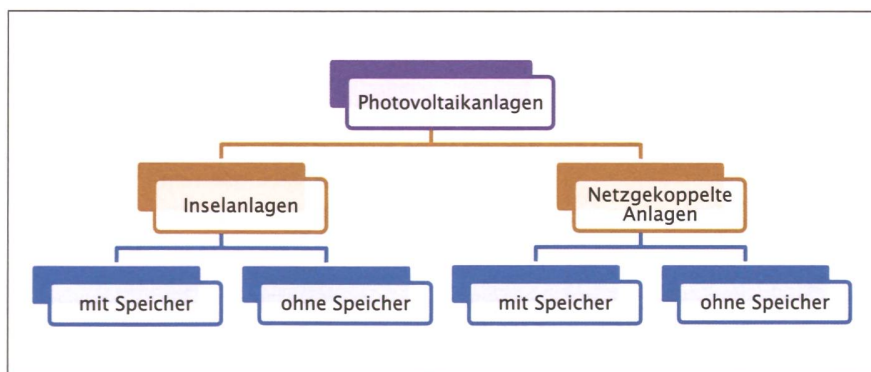 Photovoltaikanlagen
Inselanlagen
Netzgekoppelte
Anlagen
mit Speicher
ohne Speicher
mit Speicher
ohne Speicher